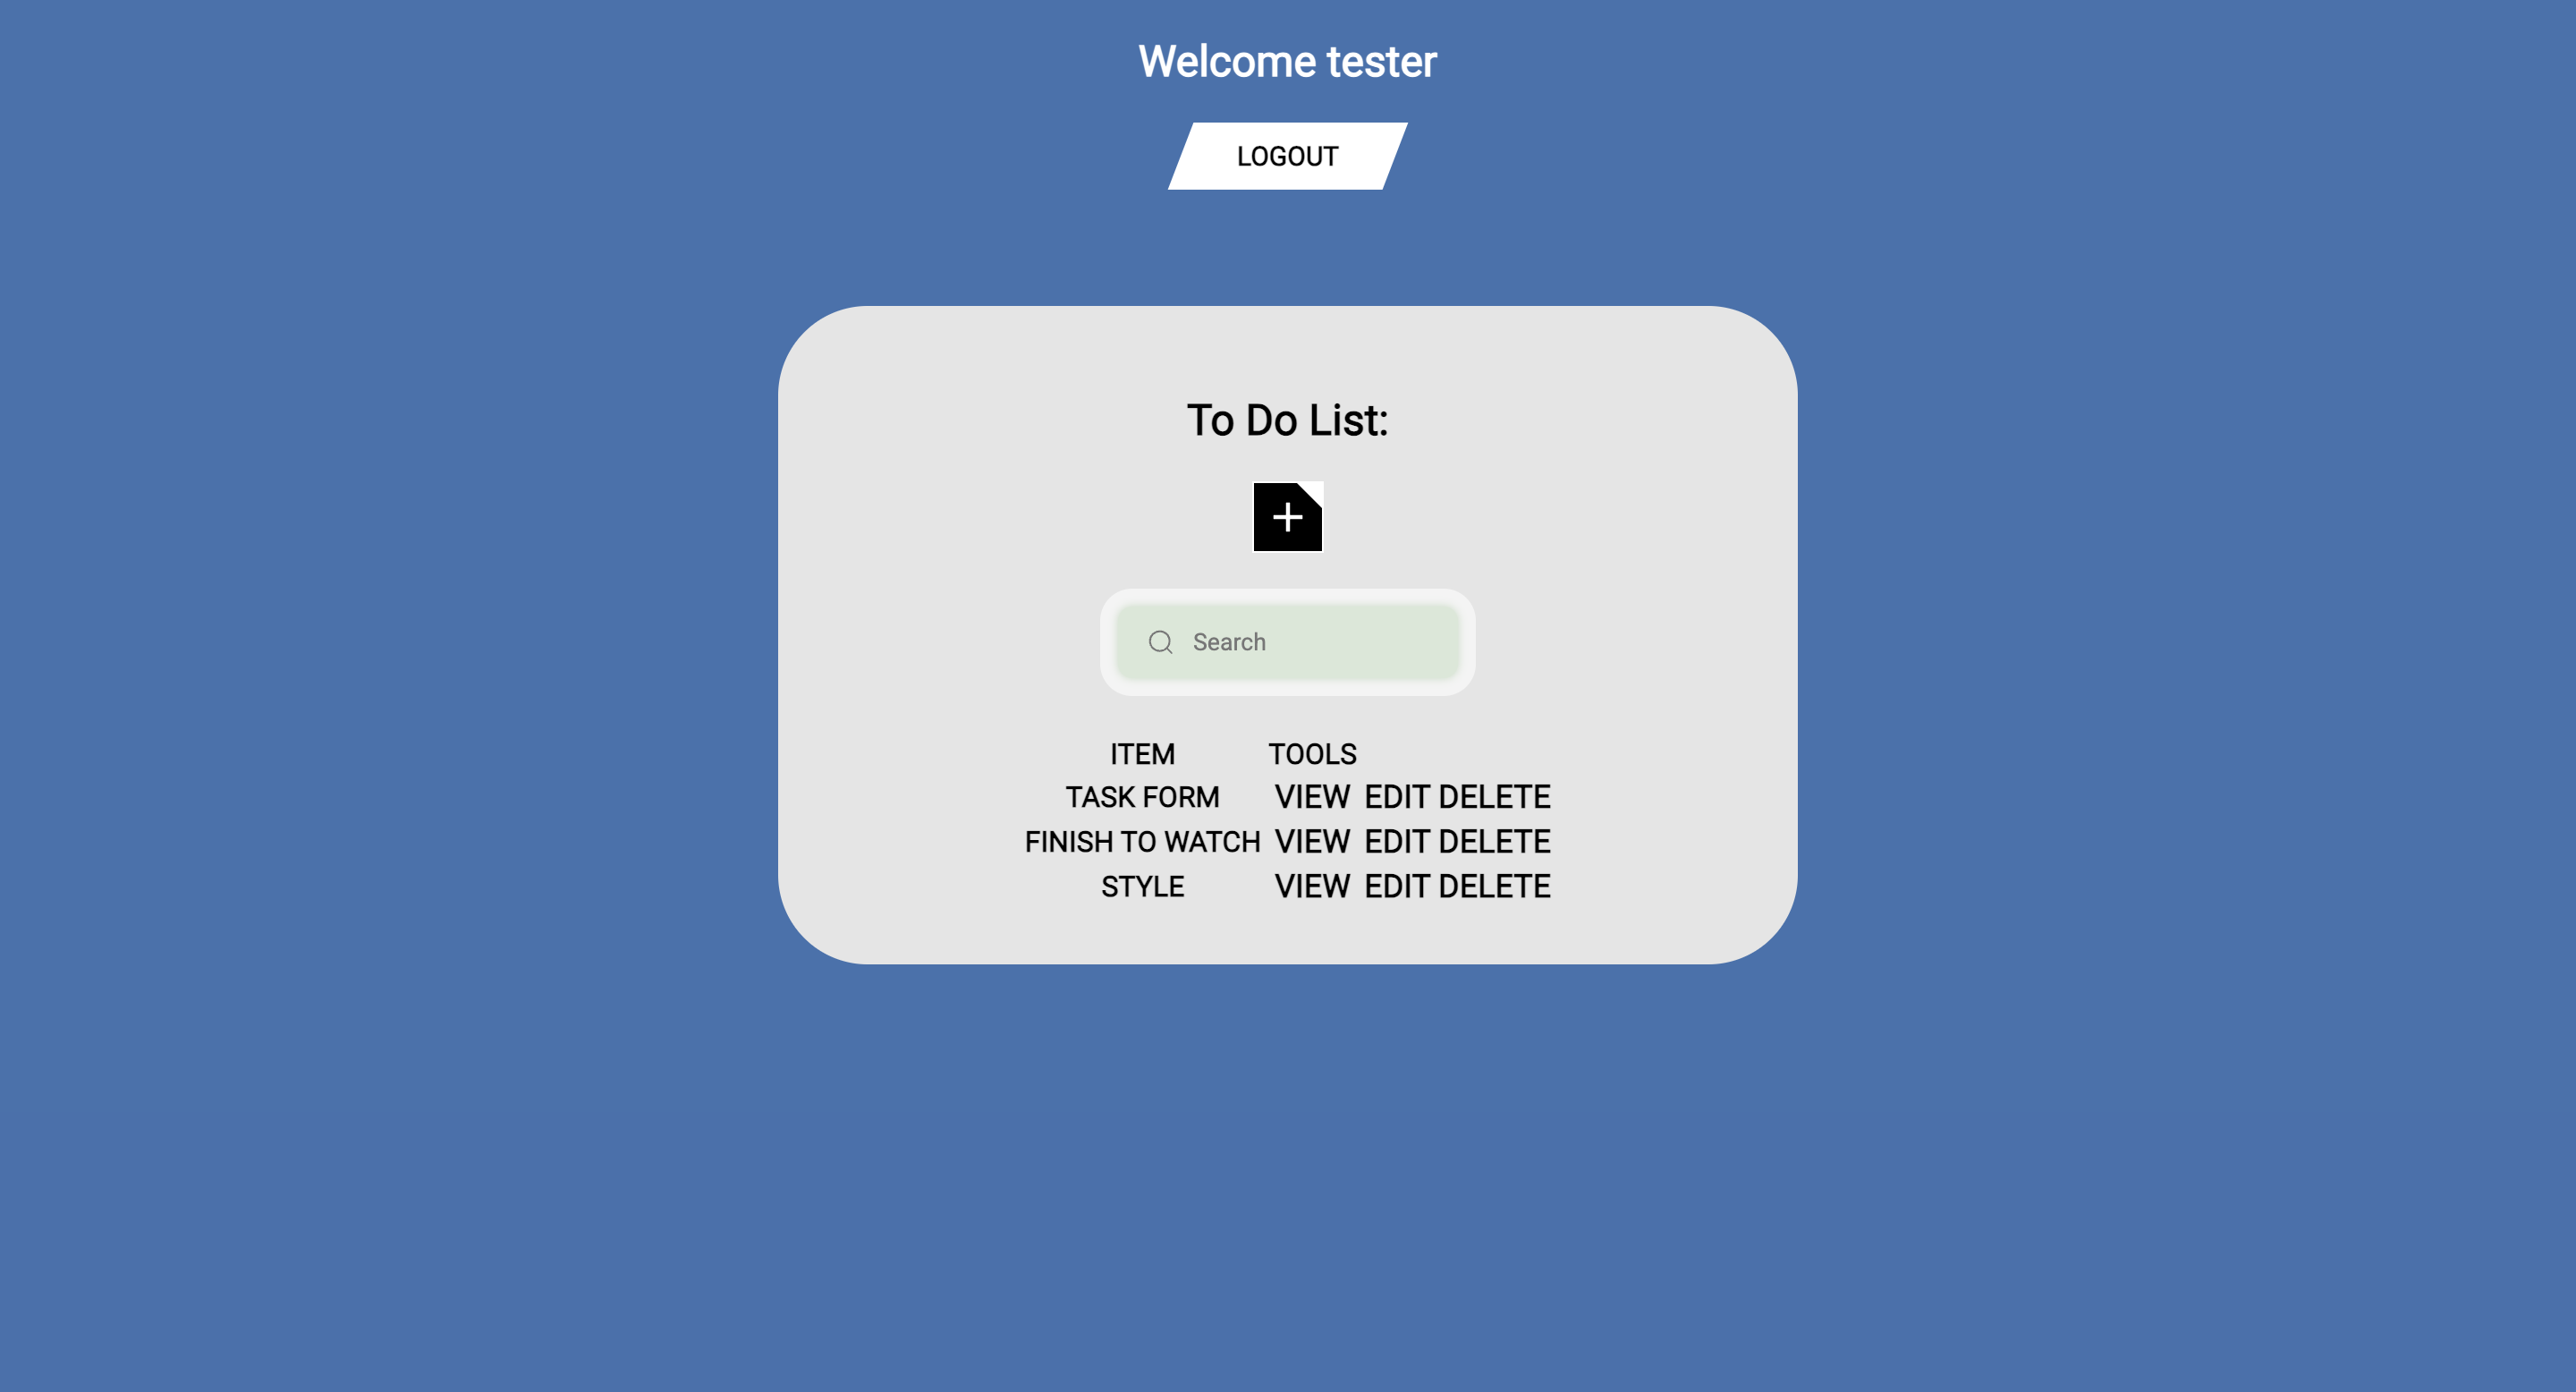 Welcome tester
LOGOUT
To Do List:
+
Search
ITEM TOOLS
TASK FORM VIEW EDIT DELETE
FINISH TO WATCH VIEW EDIT DELETE
STYLE VIEW EDIT DELETE